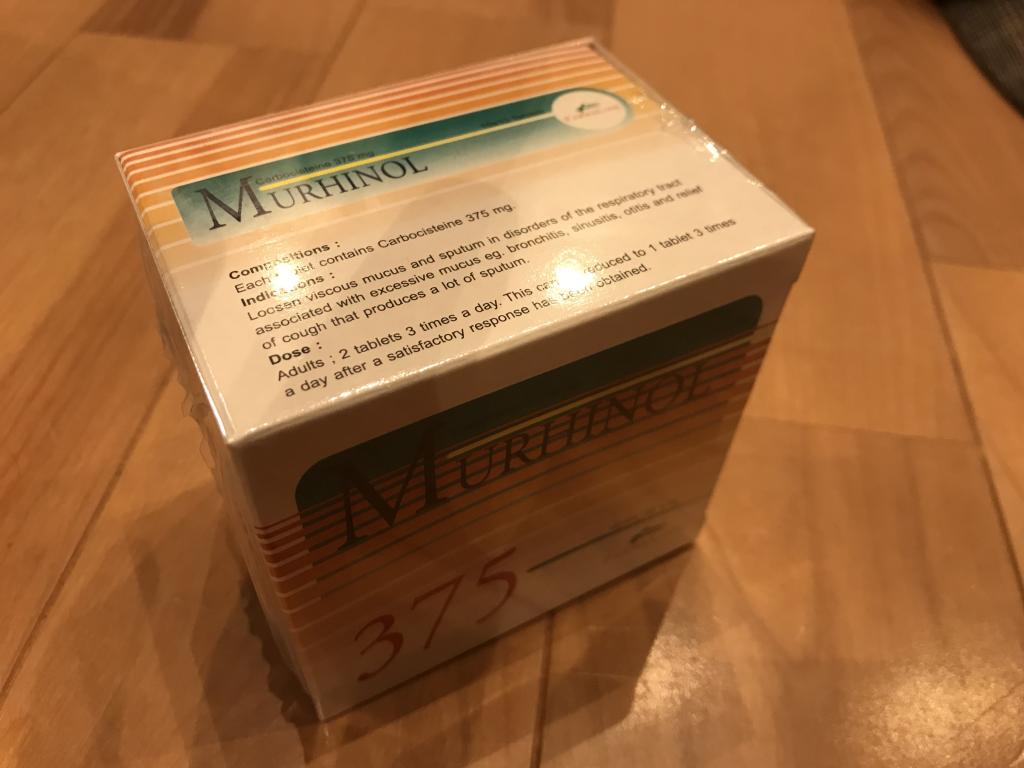 Carbocisteine 375 mg
MURHINOL
Compositions :
Each tablet contains Carbocisteine 375 mg.
Indications :
Loosen viscous mucus and sputum in disorders of the respiratory tract
associated with excessive mucus eg. bronchitis, sinusitis, otitis and relief
of cough that produces a lot of sputum.
Dose :
Adults : 2 tablets 3 times a day. This can reduced to 1 tablet 3 times
a day after a satisfactory response has been obtained.
MURHINOL
375